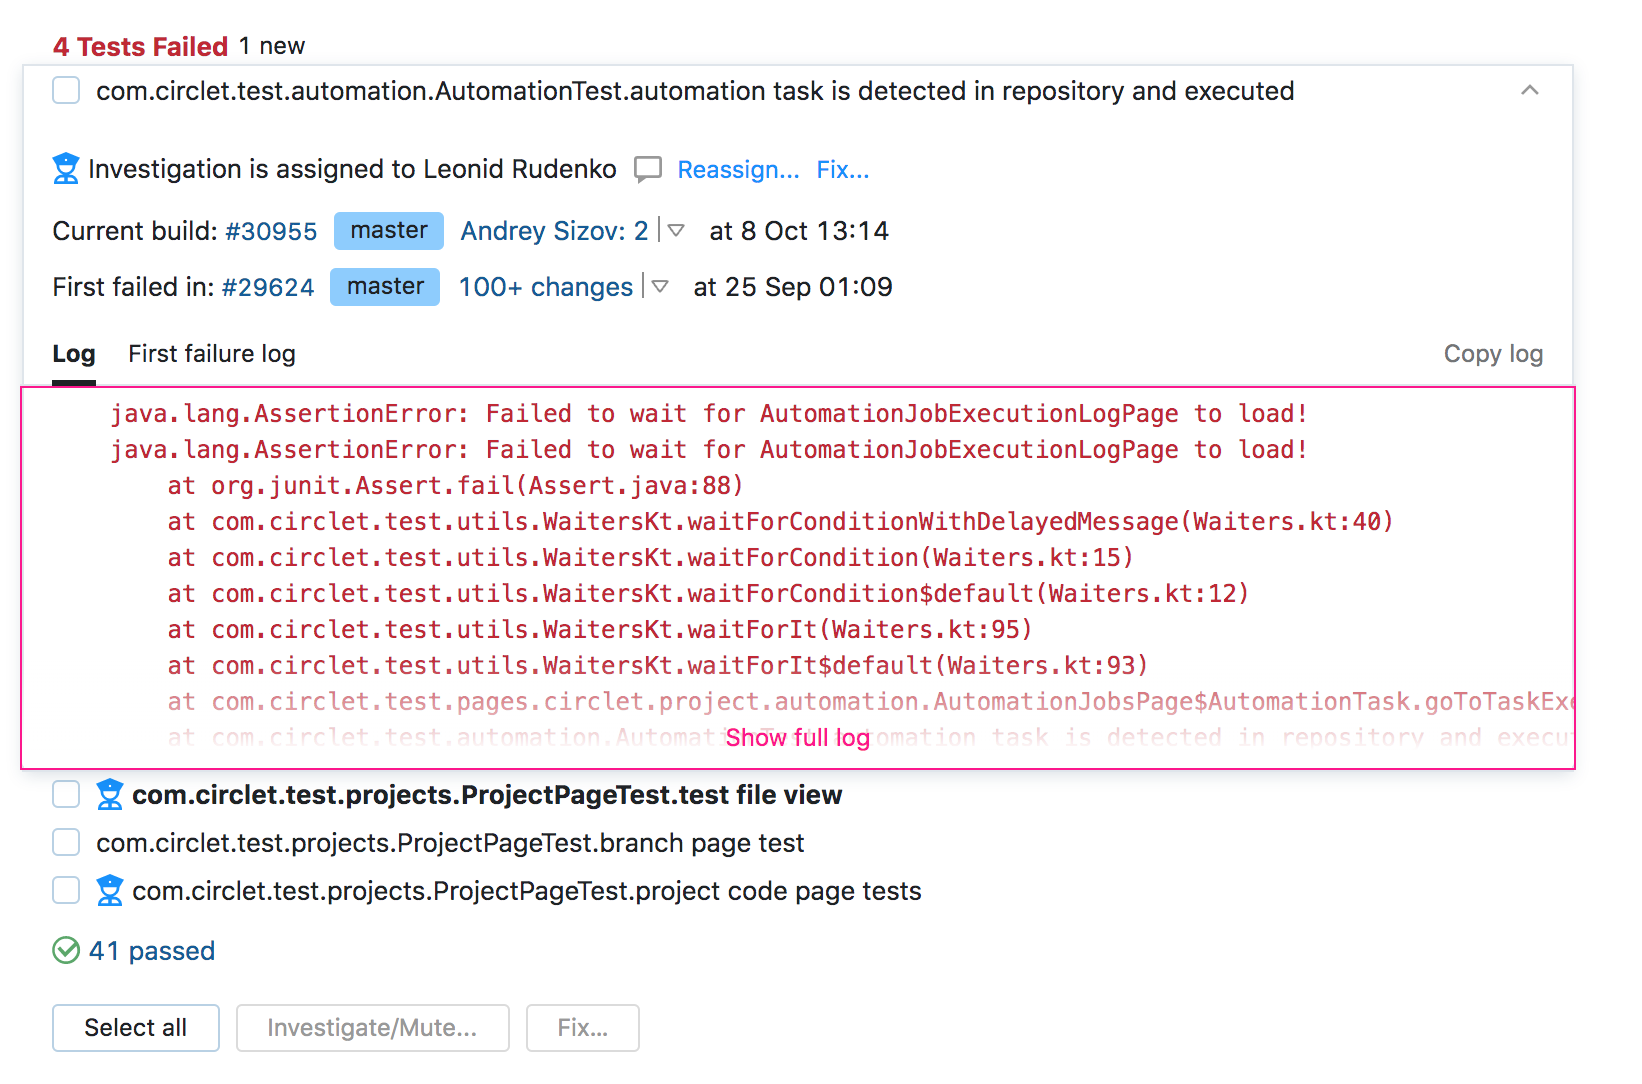 4 Tests Failed 1 new
com.circlet.test.automation.AutomationTest.automation task is detected in repository and executed
Investigation is assigned to Leonid Rudenko Reassign... Fix...
Current build: #30955 master Andrey Sizov: 2 at 8 Oct 13:14
First failed in: #29624 master 100+ changes at 25 Sep 01:09
Log First failure log Copy log
java.lang.AssertionError: Failed to wait for AutomationJobExecutionLogPage to load!
java.lang.AssertionError: Failed to wait for AutomationJobExecutionLogPage to load!
at org.junit.Assert.fail(Assert.java:88)
at com.circlet.test.utils.WaitersKt.waitForConditionWithDelayedMessage(Waiters.kt:40)
at com.circlet.test.utils.WaitersKt.waitForCondition(Waiters.kt:15)
at com.circlet.test.utils.WaitersKt.waitForCondition$default(Waiters.kt:12)
at com.circlet.test.utils.WaitersKt.waitForIt(Waiters.kt:95)
at com.circlet.test.utils.WaitersKt.waitForIt$default(Waiters.kt:93)
at com.circlet.test.pages.circlet.project.automation.AutomationJobsPage$AutomationTask.goToTaskExe
at com.circlet.test.automation. task is detected in repository and execu
Show full log
com.circlet.test.projects.ProjectPageTest.test file view
com.circlet.test.projects.ProjectPageTest.branch page test
com.circlet.test.projects.ProjectPageTest.project code page tests
41 passed
Select all Investigate/Mute... Fix...